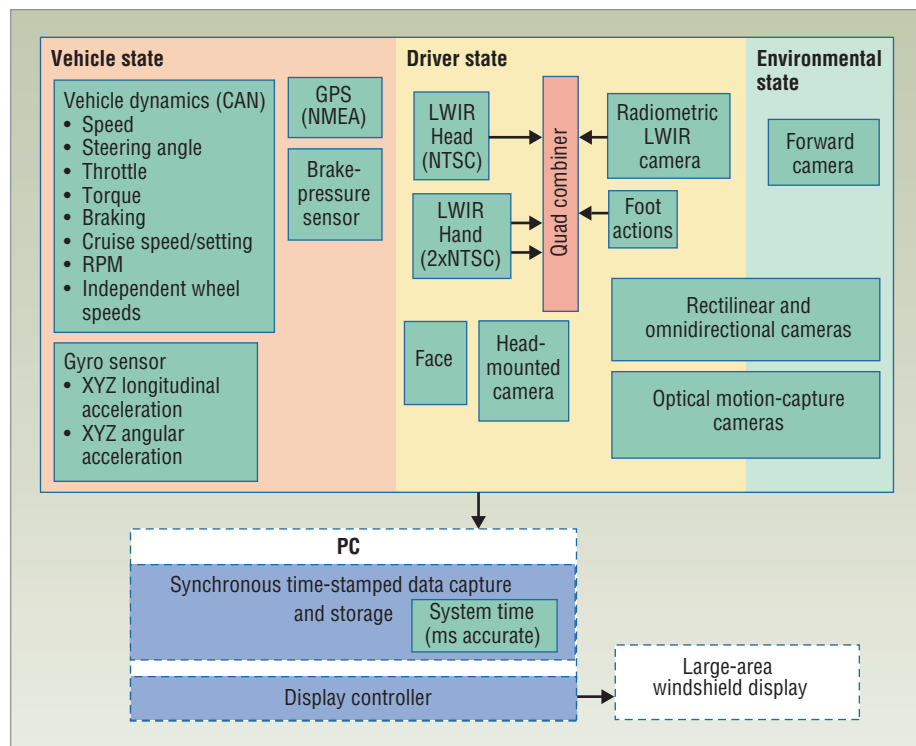 Vehicle state
Vehicle dynamics (CAN)
• Speed
• Steering angle
• Throttle
• Torque
• Braking
• Cruise speed/setting
• RPM
• Independent wheel
speeds
GPS
(NMEA)
Brake-
pressure
sensor
Gyro sensor
• XYZ longitudinal
acceleration
• XYZ angular
acceleration
Driver state
LWIR
Head
(NTSC)
LWIR
Hand
(2xNTSC)
Quad combiner
Radiometric
LWIR
camera
Foot
actions
Face
Head-
mounted
camera
Environmental
state
Forward
camera
Rectilinear and
omnidirectional cameras
Optical motion-capture
cameras
PC
Synchronous time-stamped data capture
and storage
System time
(ms accurate)
Display controller
Large-area
windshield display